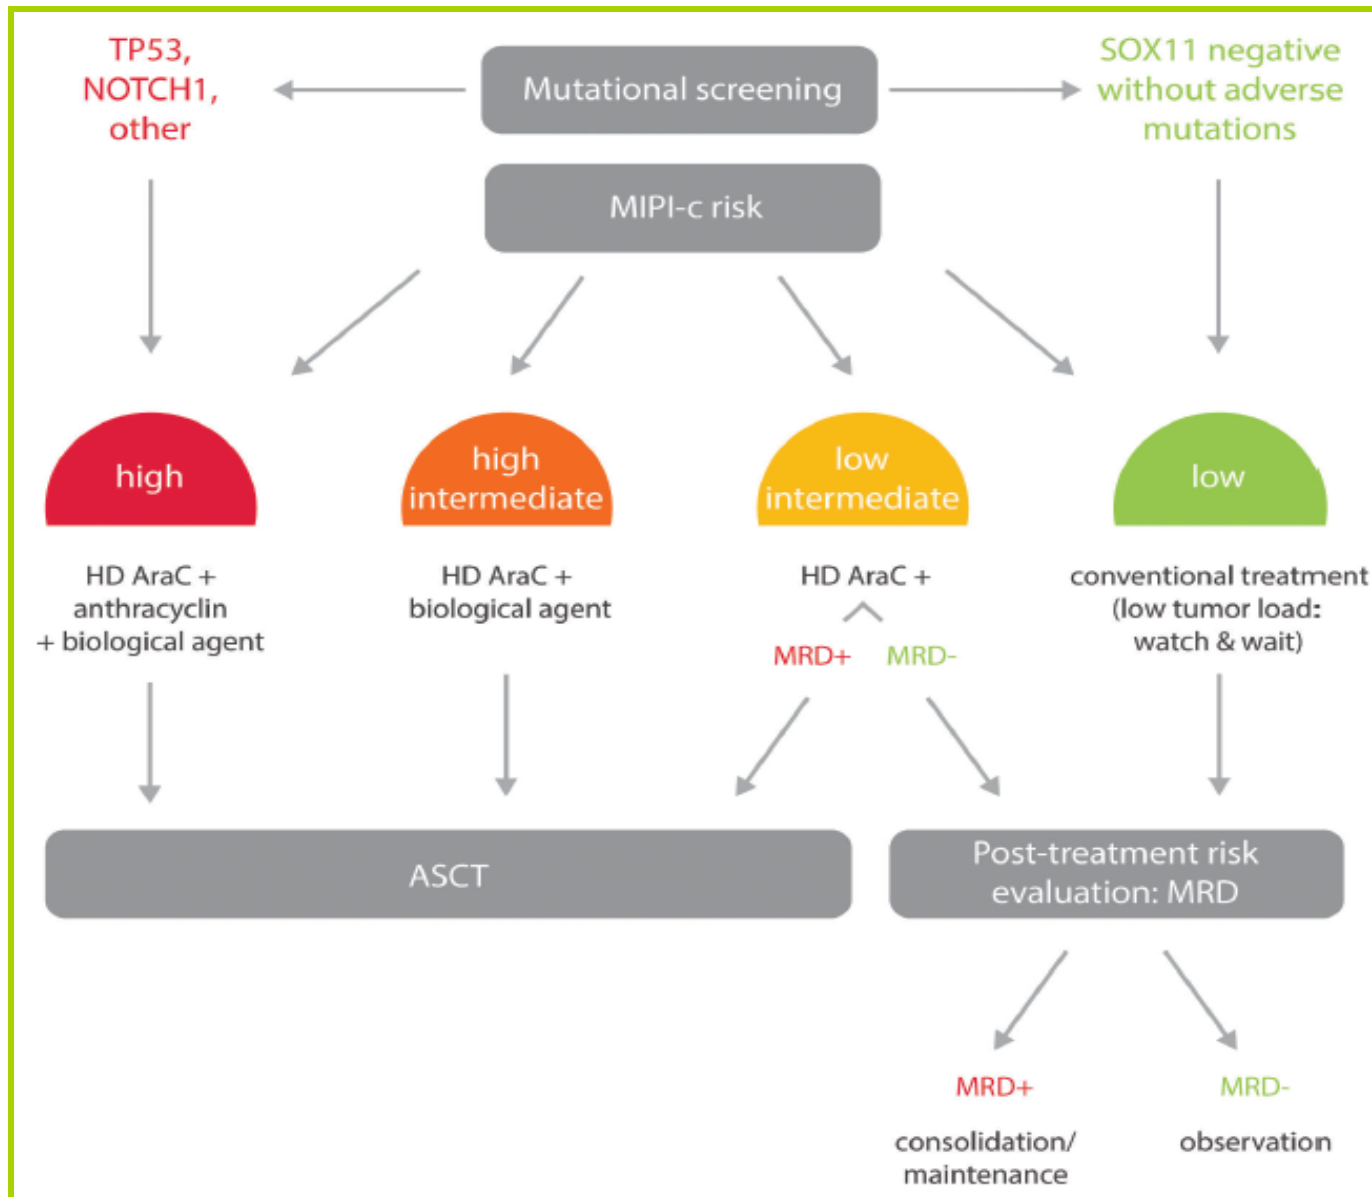 TP53,
NOTCH1,
other
Mutational screening
SOX11 negative
without adverse
mutations
MIPI-c risk
high
high
intermediate
low
intermediate
low
HD AraC +
anthracyclin
+ biological agent
HD AraC +
biological agent
HD AraC +
MRD+ MRD-
conventional treatment
(low tumor load:
watch & wait)
ASCT
Post-treatment risk
evaluation: MRD
MRD+
consolidation/
maintenance
MRD-
observation